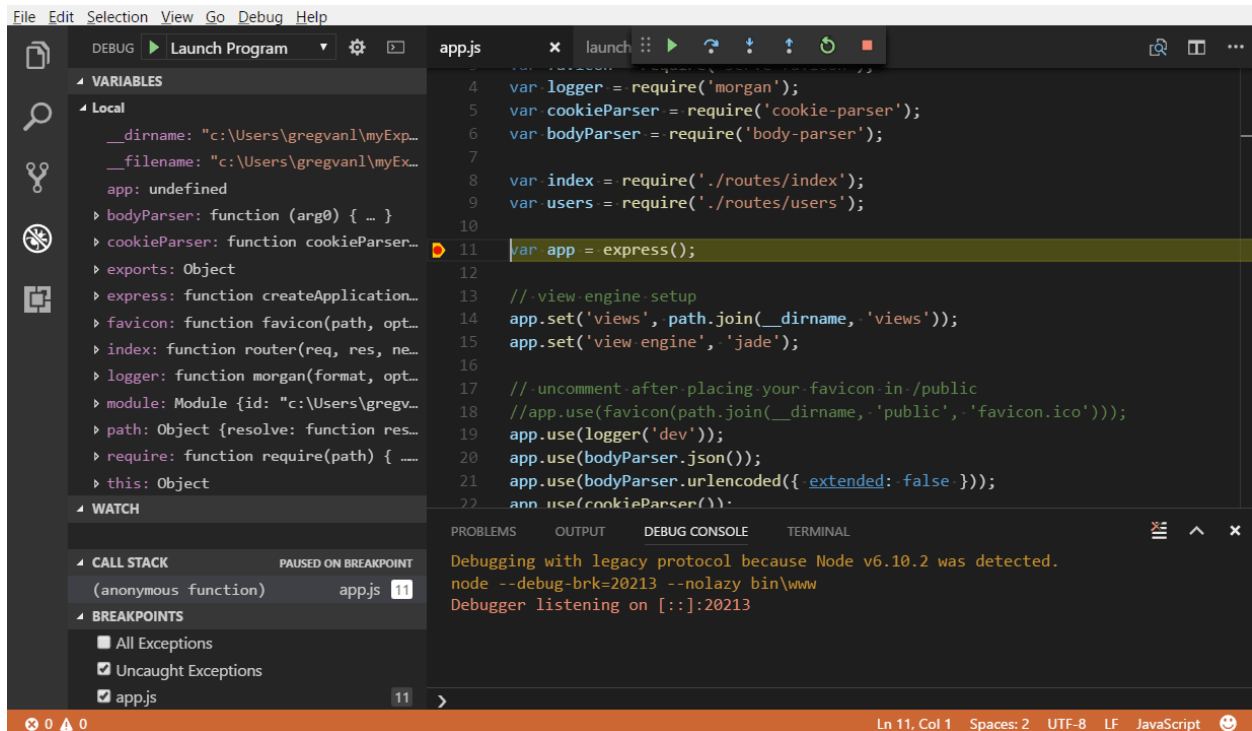 File Edit Selection View Go Debug Help
DEBUG Launch Program
VARIABLES
Local
__dirname: "c:\Users\gregvanl\myExp…
__filename: "c:\Users\gregvanl\myEx…
app: undefined
bodyParser: function (arg0) { … }
cookieParser: function cookieParser…
exports: Object
express: function createApplication…
favicon: function favicon(path, opt…
index: function router(req, res, ne…
logger: function morgan(format, opt…
module: Module {id: "c:\Users\gregv…
path: Object {resolve: function res…
require: function require(path) { ……
this: Object
WATCH
CALL STACK PAUSED ON BREAKPOINT
(anonymous function) app.js 11
BREAKPOINTS
All Exceptions
Uncaught Exceptions
app.js 11
app.js launch
4 var logger = require('morgan');
5 var cookieParser = require('cookie-parser');
6 var bodyParser = require('body-parser');
7
8 var index = require('./routes/index');
9 var users = require('./routes/users');
10
11 var app = express();
12
13 // view engine setup
14 app.set('views', path.join(__dirname, 'views'));
15 app.set('view engine', 'jade');
16
17 // uncomment after placing your favicon in /public
18 //app.use(favicon(path.join(__dirname, 'public', 'favicon.ico')));
19 app.use(logger('dev'));
20 app.use(bodyParser.json());
21 app.use(bodyParser.urlencoded({ extended: false }));
22 app.use(cookieParser());
PROBLEMS OUTPUT DEBUG CONSOLE TERMINAL
Debugging with legacy protocol because Node v6.10.2 was detected.
node --debug-brk=20213 --nolazy bin\www
Debugger listening on [::]:20213
0 0 Ln 11, Col 1 Spaces: 2 UTF-8 LF JavaScript